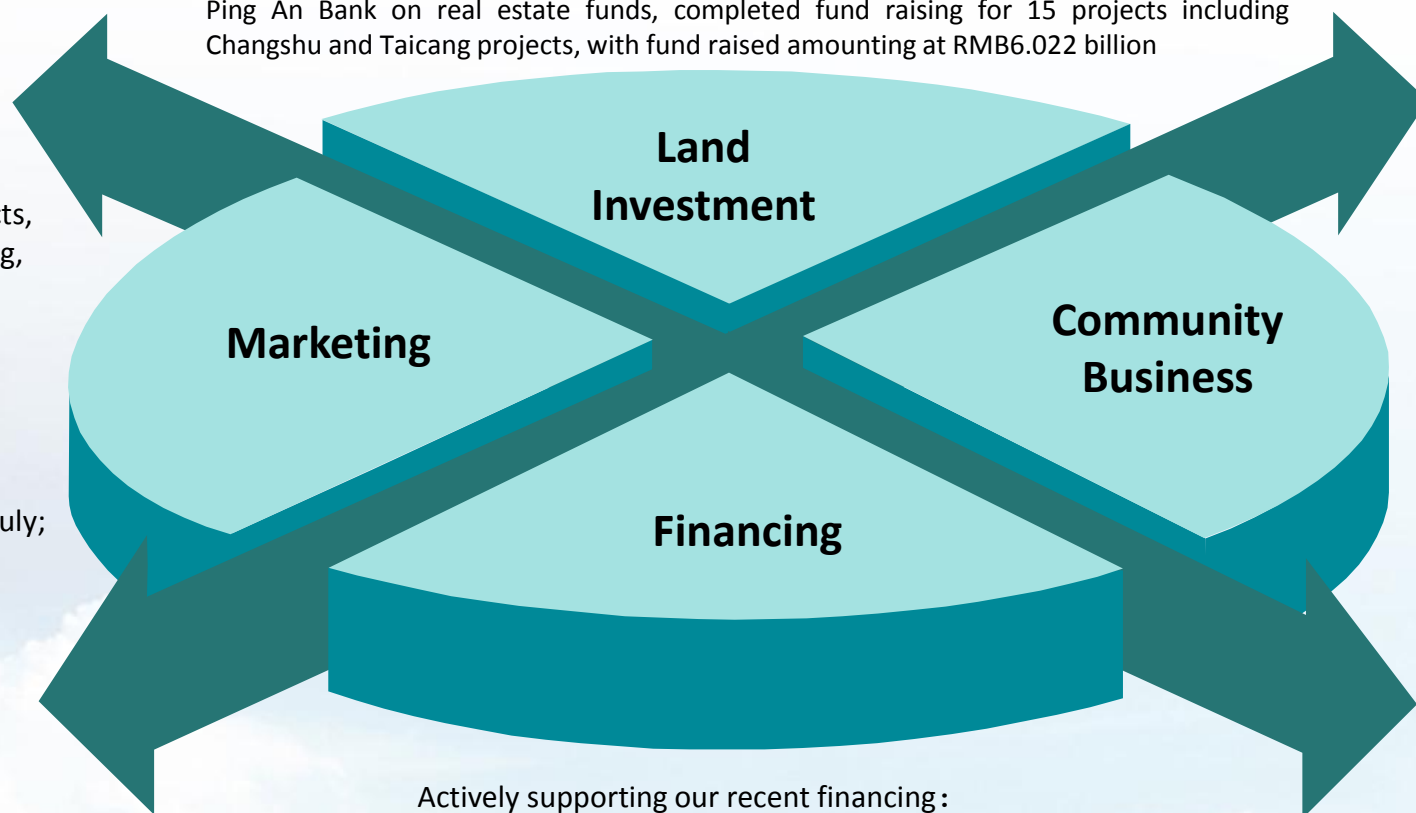 Ping An Bank on real estate funds, completed fund raising for 15 projects including
Changshu and Taicang projects, with fund raised amounting at RMB6.022 billion
Land
Investment
Marketing
Community
Business
Financing
Actively supporting our recent financing：